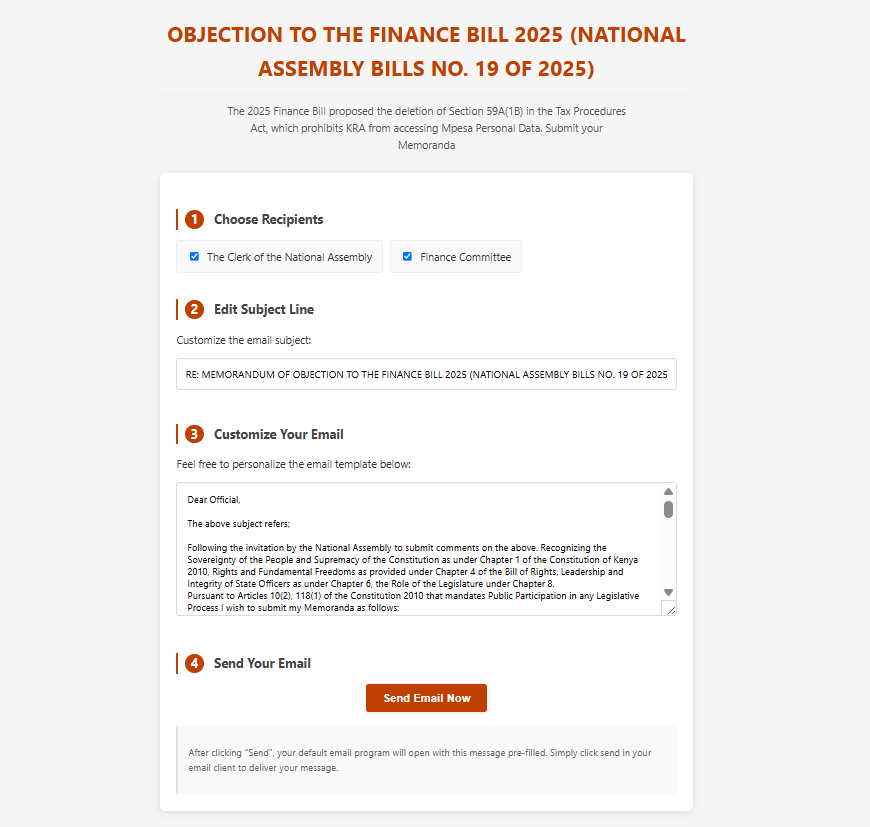 OBJECTION TO THE FINANCE BILL 2025 (NATIONAL
ASSEMBLY BILLS NO. 19 OF 2025)
The 2025 Finance Bill proposed the deletion of Section 59A(1B) in the Tax Procedures
Act, which prohibits KRA from accessing Mpesa Personal Data. Submit your
Memoranda
1 Choose Recipients
The Clerk of the National Assembly Finance Committee
2 Edit Subject Line
Customize the email subject:
RE: MEMORANDUM OF OBJECTION TO THE FINANCE BILL 2025 (NATIONAL ASSEMBLY BILLS NO. 19 OF 2025
3 Customize Your Email
Feel free to personalize the email template below:
Dear Official,
The above subject refers;
Following the invitation by the National Assembly to submit comments on the above. Recognizing the
Sovereignty of the People and Supremacy of the Constitution as under Chapter 1 of the Constitution of Kenya
2010, Rights and Fundamental Freedoms as provided under Chapter 4 of the Bill of Rights, Leadership and
Integrity of State Officers as under Chapter 6, the Role of the Legislature under Chapter 8.
Pursuant to Articles 10(2), 118(1) of the Constitution 2010 that mandates Public Participation in any Legislative
Process I wish to submit my Memoranda as follows:
4 Send Your Email
Send Email Now
After clicking "Send", your default email program will open with this message pre-filled. Simply click send in your
email client to deliver your message.